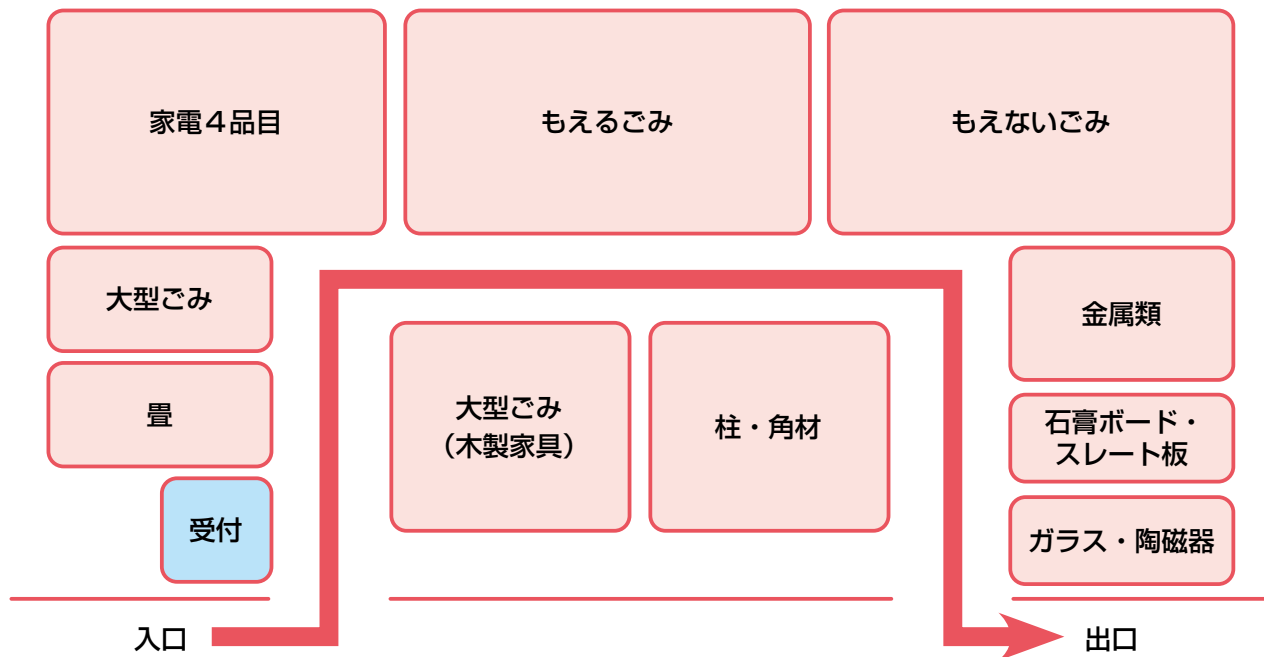 家電４品目
もえるごみ
もえないごみ
大型ごみ
畳
受付
大型ごみ
（木製家具）
柱・角材
金属類
石膏ボード・
スレート板
ガラス・陶磁器
入口
出口